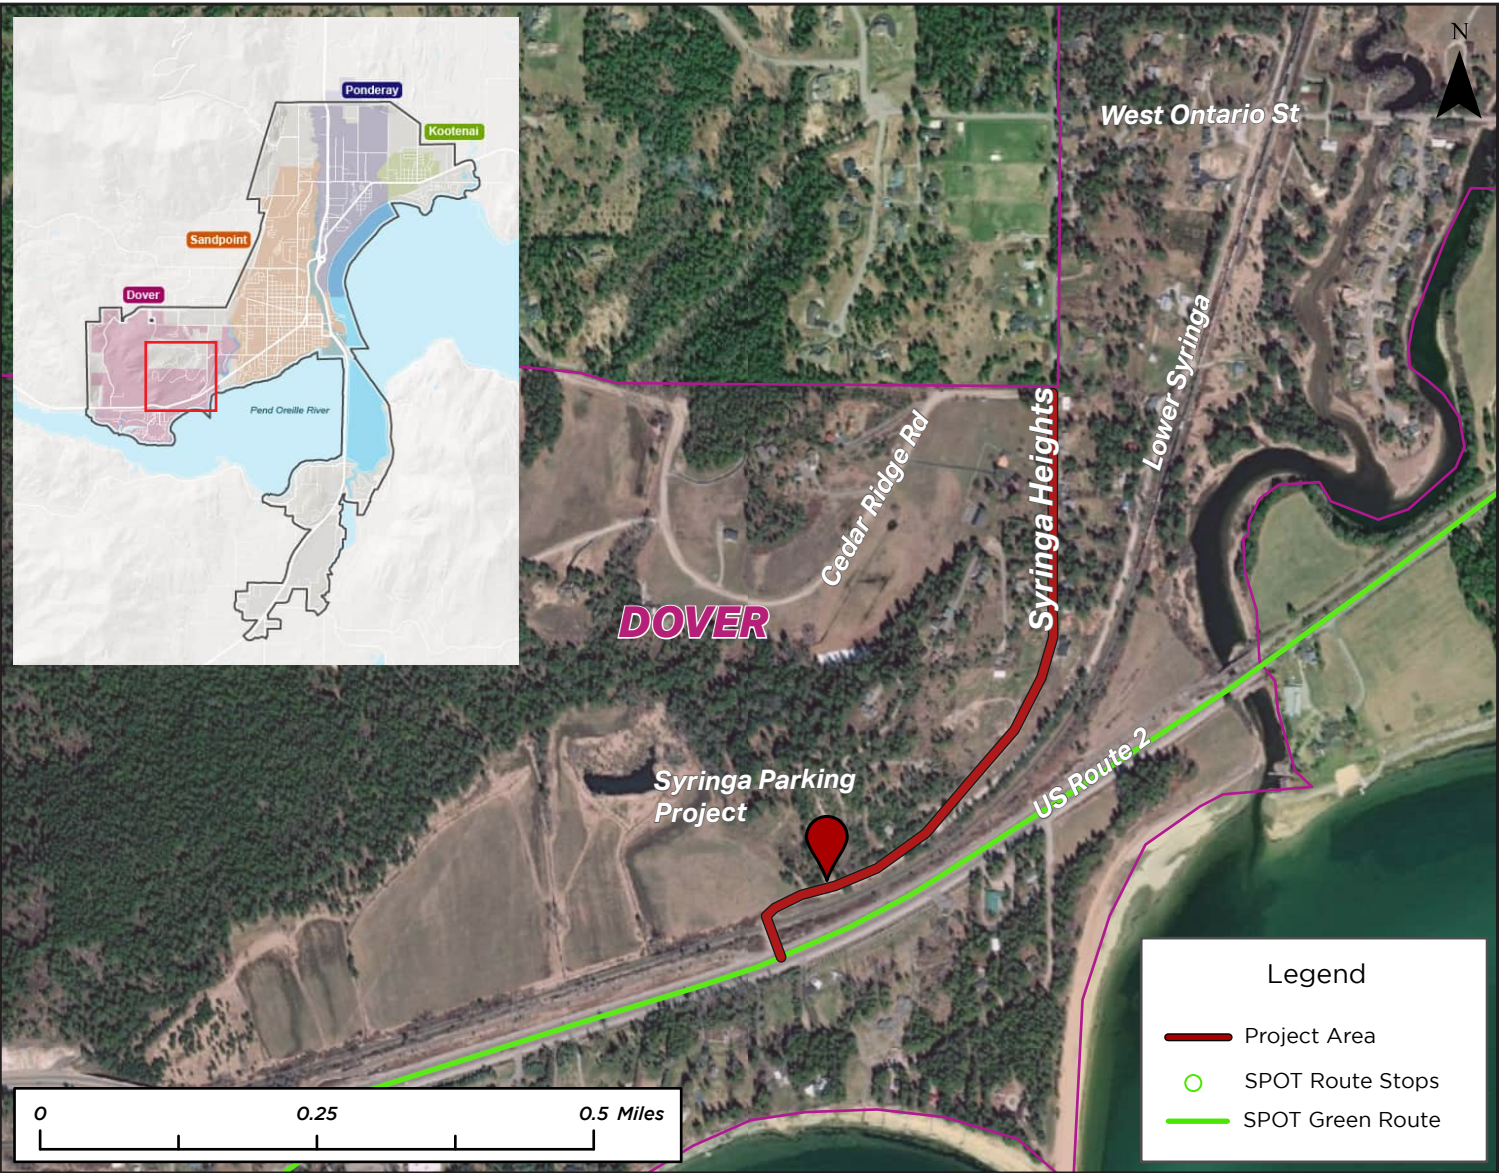 N
Ponderay
Kootenai
Sandpoint
Dover
Pend Oreille River
West Ontario St
Lower Syringa
Syringa Heights
Cedar Ridge Rd
DOVER
US Route 2
Syringa Parking
Project
Legend
Project Area
SPOT Route Stops
SPOT Green Route
0 0.25 0.5 Miles